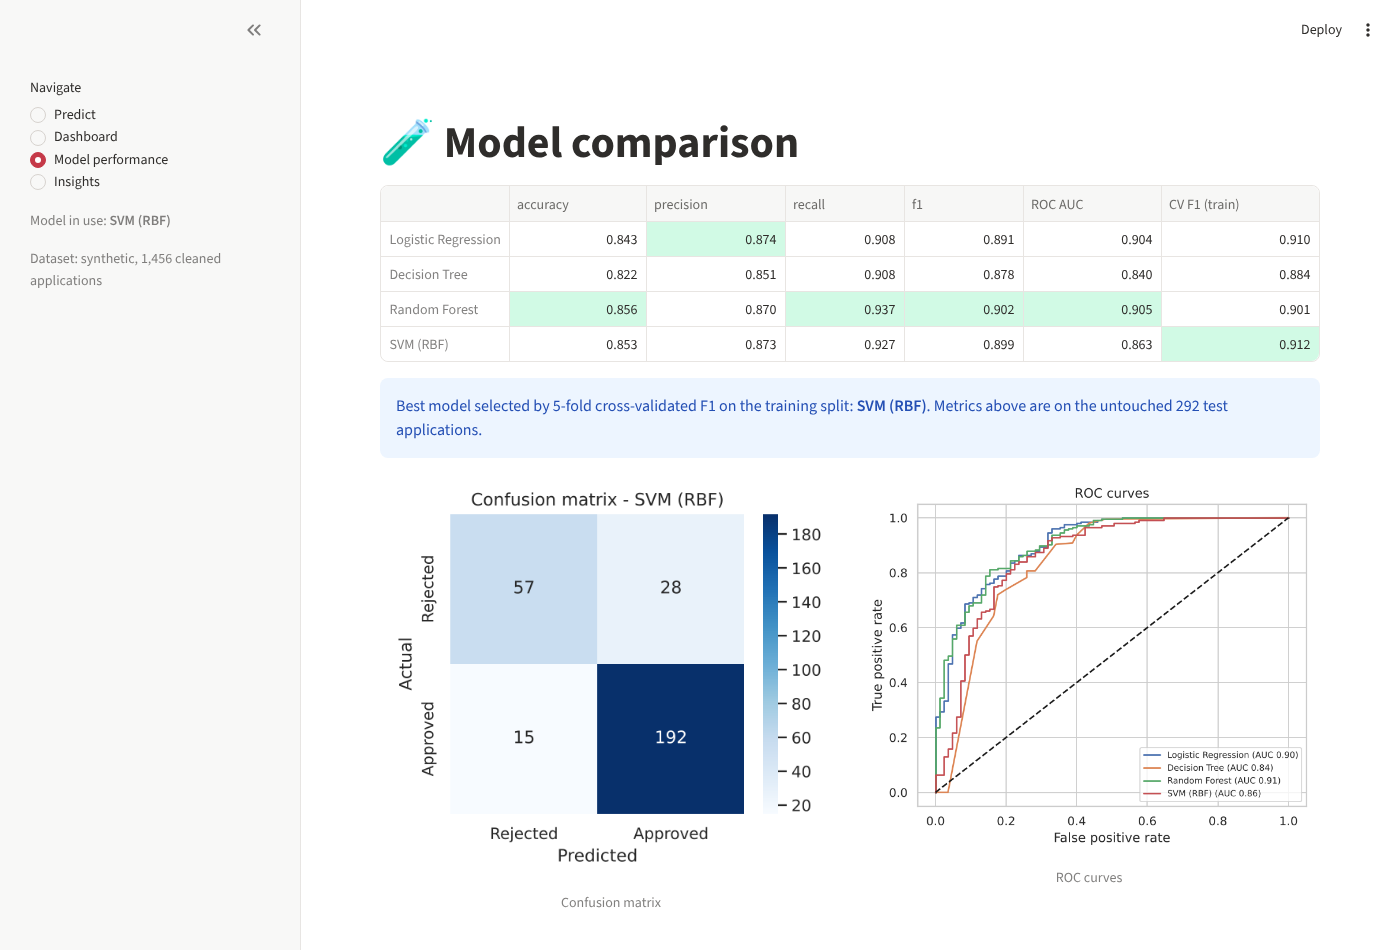 Deploy
Navigate
Predict
Dashboard
Model performance
Insights
Model in use: SVM (RBF)
Dataset: synthetic, 1,456 cleaned
applications
Model comparison
accuracy precision recall f1 ROC AUC CV F1 (train)
Logistic Regression 0.843 0.874 0.908 0.891 0.904 0.910
Decision Tree 0.822 0.851 0.908 0.878 0.840 0.884
Random Forest 0.856 0.870 0.937 0.902 0.905 0.901
SVM (RBF) 0.853 0.873 0.927 0.899 0.863 0.912
Best model selected by 5-fold cross-validated F1 on the training split: SVM (RBF). Metrics above are on the untouched 292 test
applications.
Confusion matrix - SVM (RBF)
Actual
Rejected
57 28
Approved
15 192
Rejected Approved
Predicted
180
160
140
120
100
80
60
40
20
Confusion matrix
ROC curves
True positive rate
1.0
0.8
0.6
0.4
0.2
0.0
Logistic Regression (AUC 0.90)
Decision Tree (AUC 0.84)
Random Forest (AUC 0.91)
SVM (RBF) (AUC 0.86)
0.0 0.2 0.4 0.6 0.8 1.0
False positive rate
ROC curves